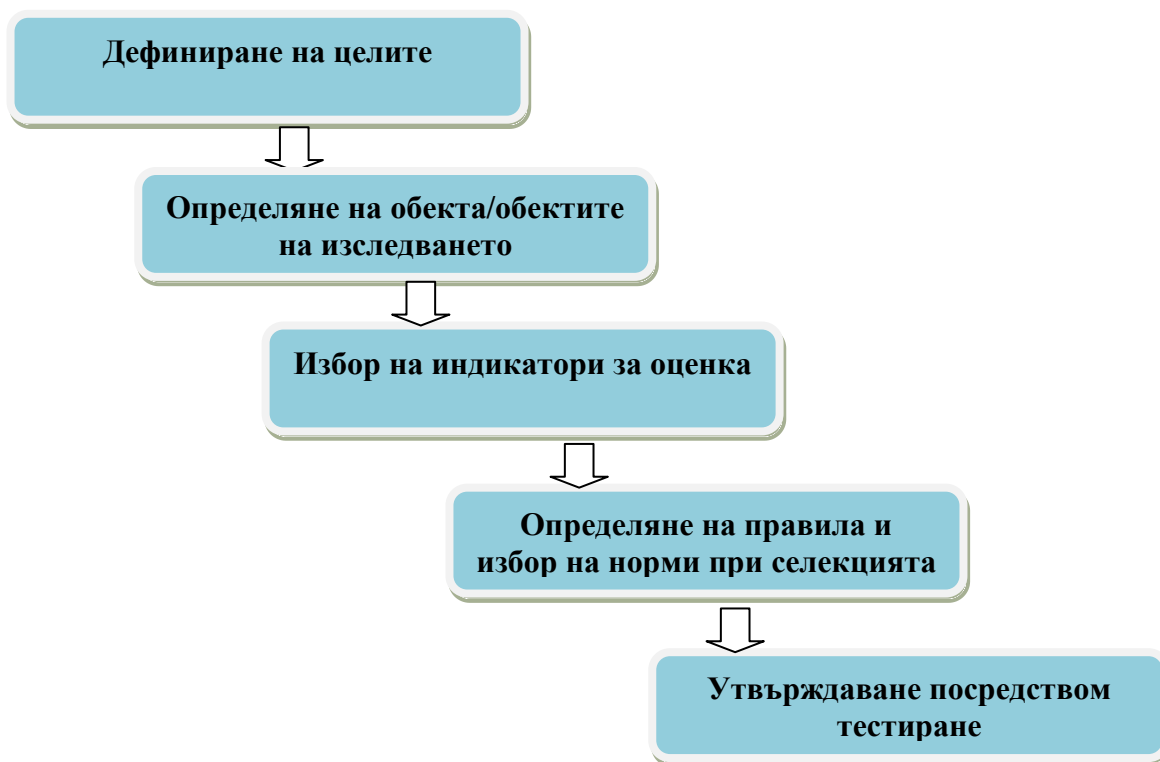 Дефиниране на целите
Определяне на обекта/обектите
на изследването
Избор на индикатори за оценка
Определяне на правила и
избор на норми при селекцията
Утвърждаване посредством
тестиране